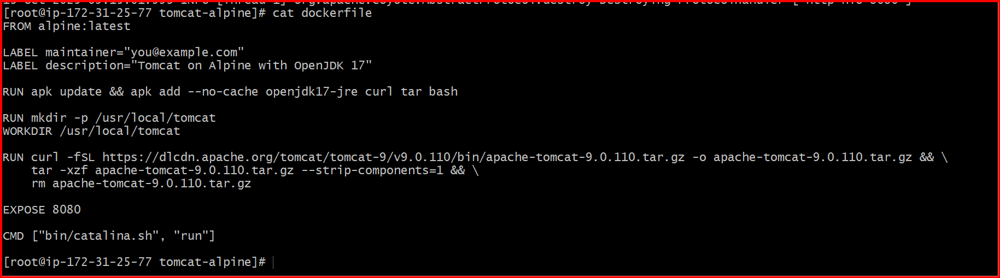 [root@ip-172-31-25-77 tomcat-alpine]# cat dockerfile
FROM alpine:latest
LABEL maintainer="you@example.com"
LABEL description="Tomcat on Alpine with OpenJDK 17"
RUN apk update && apk add --no-cache openjdk17-jre curl tar bash
RUN mkdir -p /usr/local/tomcat
WORKDIR /usr/local/tomcat
RUN curl -fSL https://dlcdn.apache.org/tomcat/tomcat-9/v9.0.110/bin/apache-tomcat-9.0.110.tar.gz -o apache-tomcat-9.0.110.tar.gz && \
    tar -xzf apache-tomcat-9.0.110.tar.gz --strip-components=1 && \
    rm apache-tomcat-9.0.110.tar.gz
EXPOSE 8080
CMD ["bin/catalina.sh", "run"]
[root@ip-172-31-25-77 tomcat-alpine]#